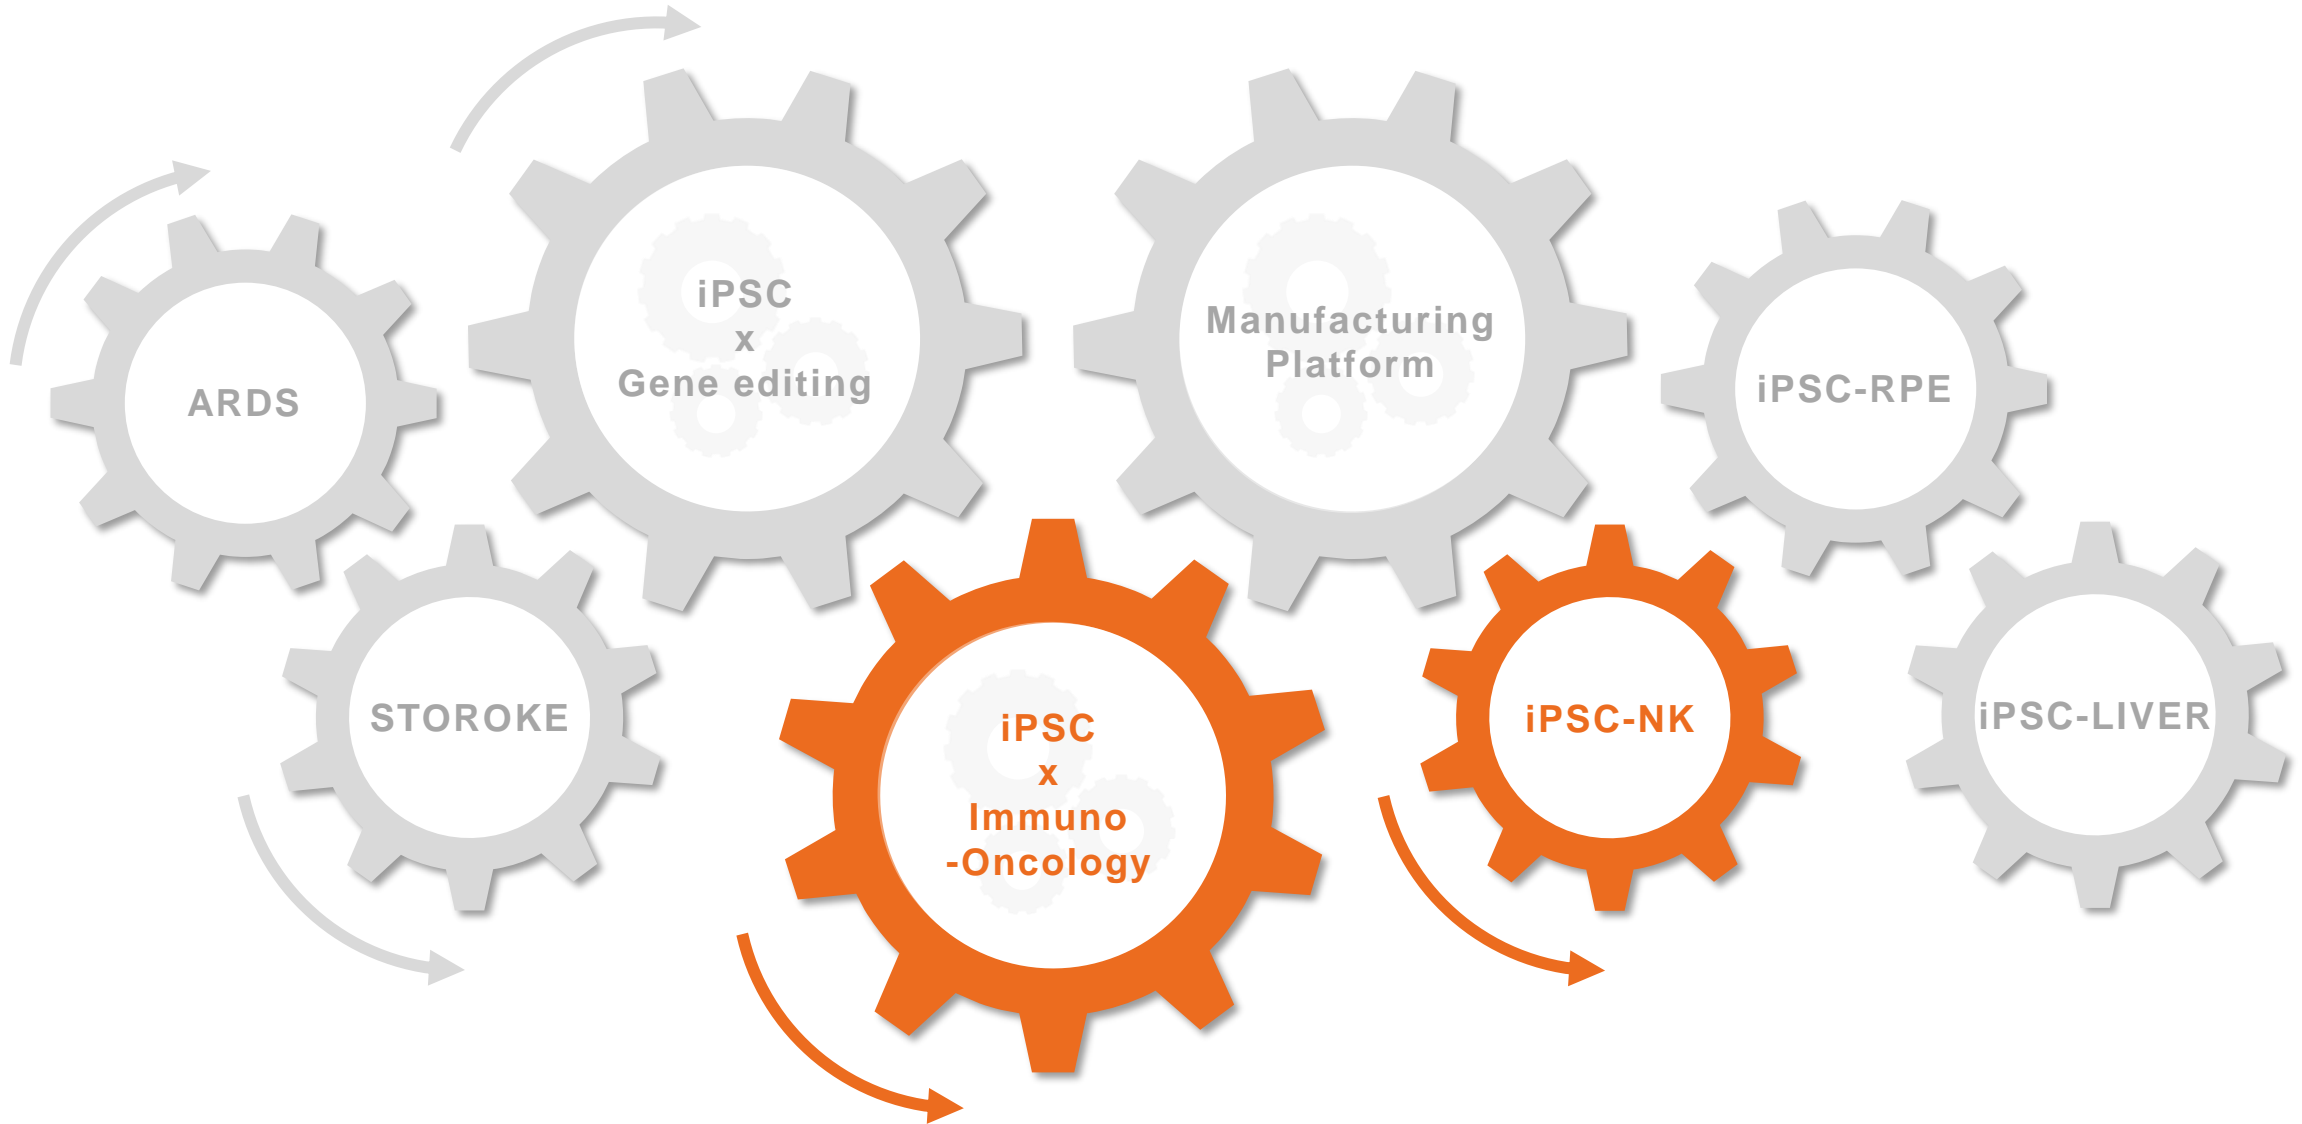 ARDS
STOROKE
iPSC
x
Gene editing
iPSC
x
Immuno
-Oncology
Manufacturing
Platform
iPSC-NK
iPSC-RPE
iPSC-LIVER